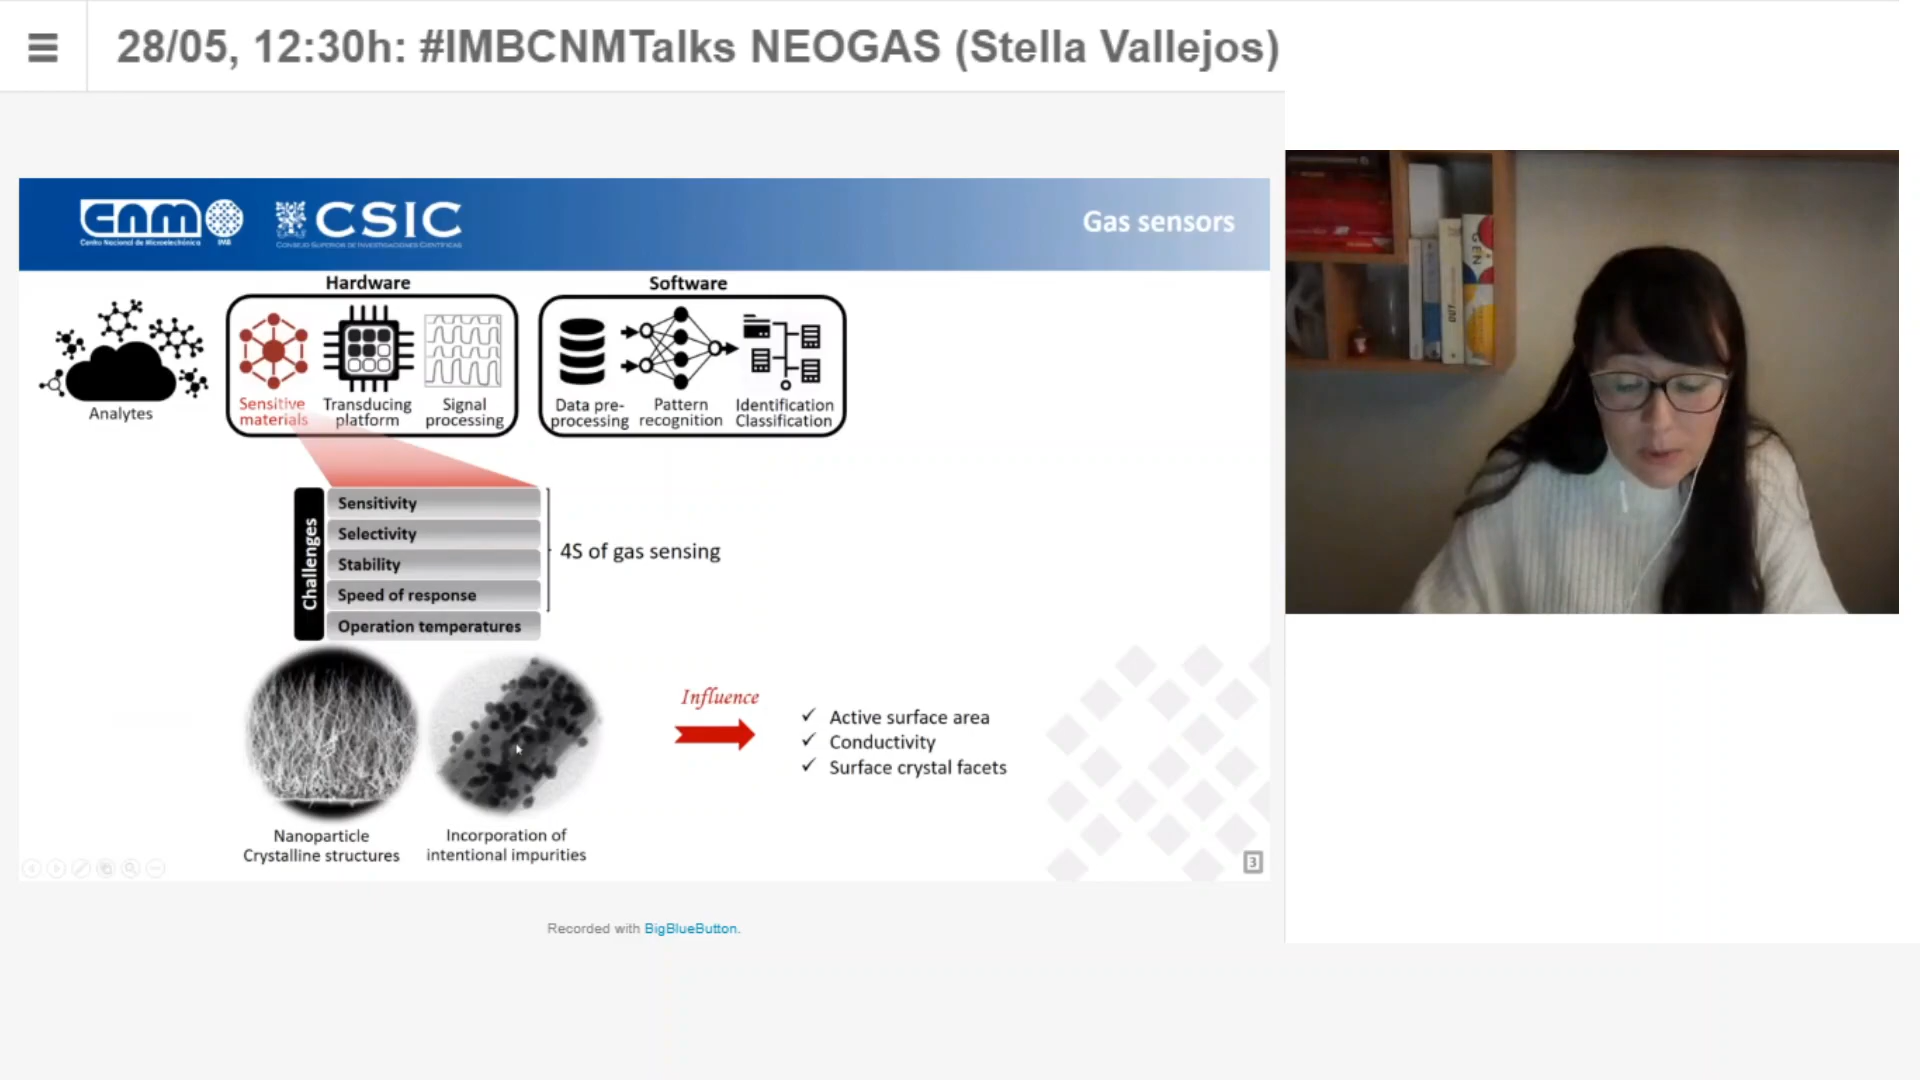 28/05, 12:30h: #IMBCNMTalks NEOGAS (Stella Vallejos)
cnm
Centro Nacional de Microelectrónica
IMB
CSIC
CONSEJO SUPERIOR DE INVESTIGACIONES CIENTÍFICAS
Gas sensors
Hardware
Software
Analytes
Sensitive
materials
Transducing
platform
Signal
processing
Data pre-
processing
Pattern
recognition
Identification
Classification
Challenges
Sensitivity
Selectivity
Stability
Speed of response
Operation temperatures
4S of gas sensing
Influence
✓ Active surface area
✓ Conductivity
✓ Surface crystal facets
Nanoparticle
Crystalline structures
Incorporation of
intentional impurities
3
Recorded with BigBlueButton.
GEN
OUT